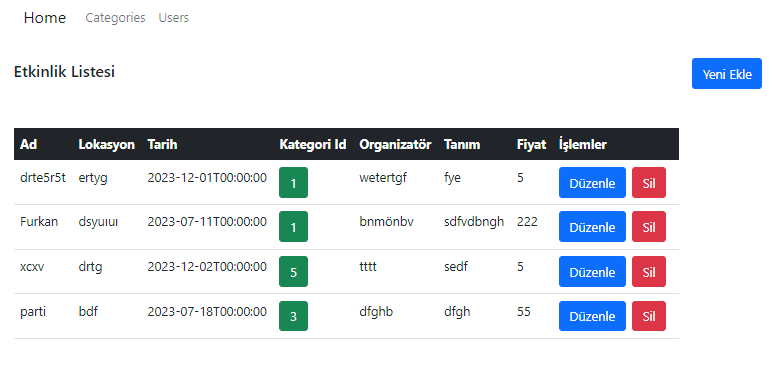 Home Categories Users
Etkinlik Listesi Yeni Ekle
Ad Lokasyon Tarih Kategori Id Organizatör Tanım Fiyat İşlemler
drte5r5t ertyg 2023-12-01T00:00:00 1 wetertgf fye 5 Düzenle Sil
Furkan dsyuıuı 2023-07-11T00:00:00 1 bnmönbv sdfvdbngh 222 Düzenle Sil
xcxv drtg 2023-12-02T00:00:00 5 tttt sedf 5 Düzenle Sil
parti bdf 2023-07-18T00:00:00 3 dfghb dfgh 55 Düzenle Sil